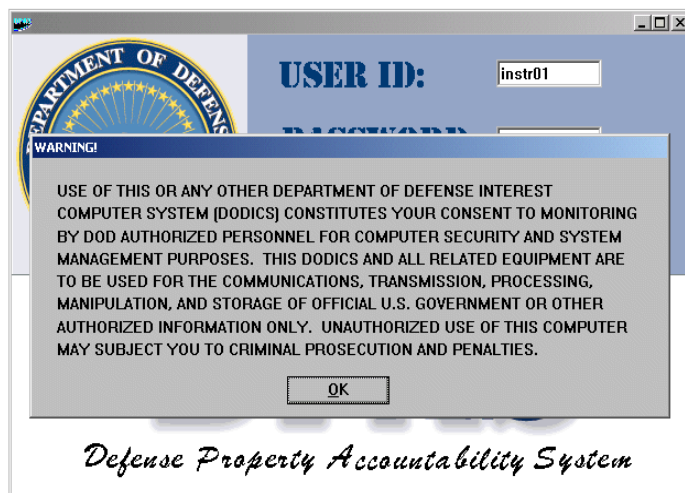 DEPARTMENT OF DEFENSE
USER ID:
instr01
PASSWORD
WARNING!
USE OF THIS OR ANY OTHER DEPARTMENT OF DEFENSE INTEREST
COMPUTER SYSTEM (DODICS) CONSTITUTES YOUR CONSENT TO MONITORING
BY DOD AUTHORIZED PERSONNEL FOR COMPUTER SECURITY AND SYSTEM
MANAGEMENT PURPOSES. THIS DODICS AND ALL RELATED EQUIPMENT ARE
TO BE USED FOR THE COMMUNICATIONS, TRANSMISSION, PROCESSING,
MANIPULATION, AND STORAGE OF OFFICIAL U.S. GOVERNMENT OR OTHER
AUTHORIZED INFORMATION ONLY. UNAUTHORIZED USE OF THIS COMPUTER
MAY SUBJECT YOU TO CRIMINAL PROSECUTION AND PENALTIES.
OK
Defense Property Accountability System